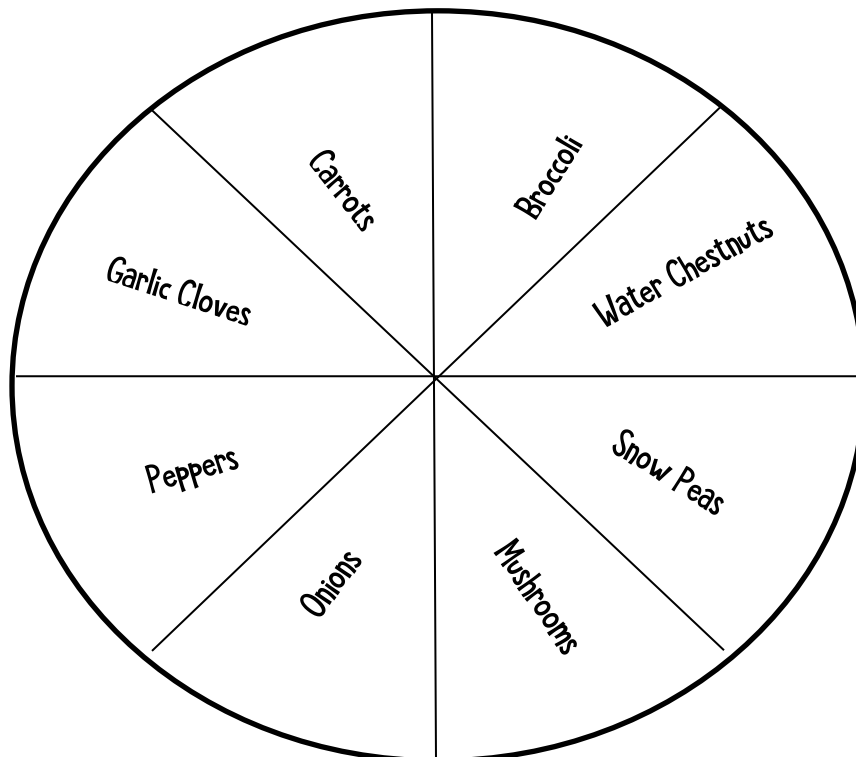 Carrots
Broccoli
Garlic Cloves
Water Chestnuts
Peppers
Snow Peas
Onions
Mushrooms